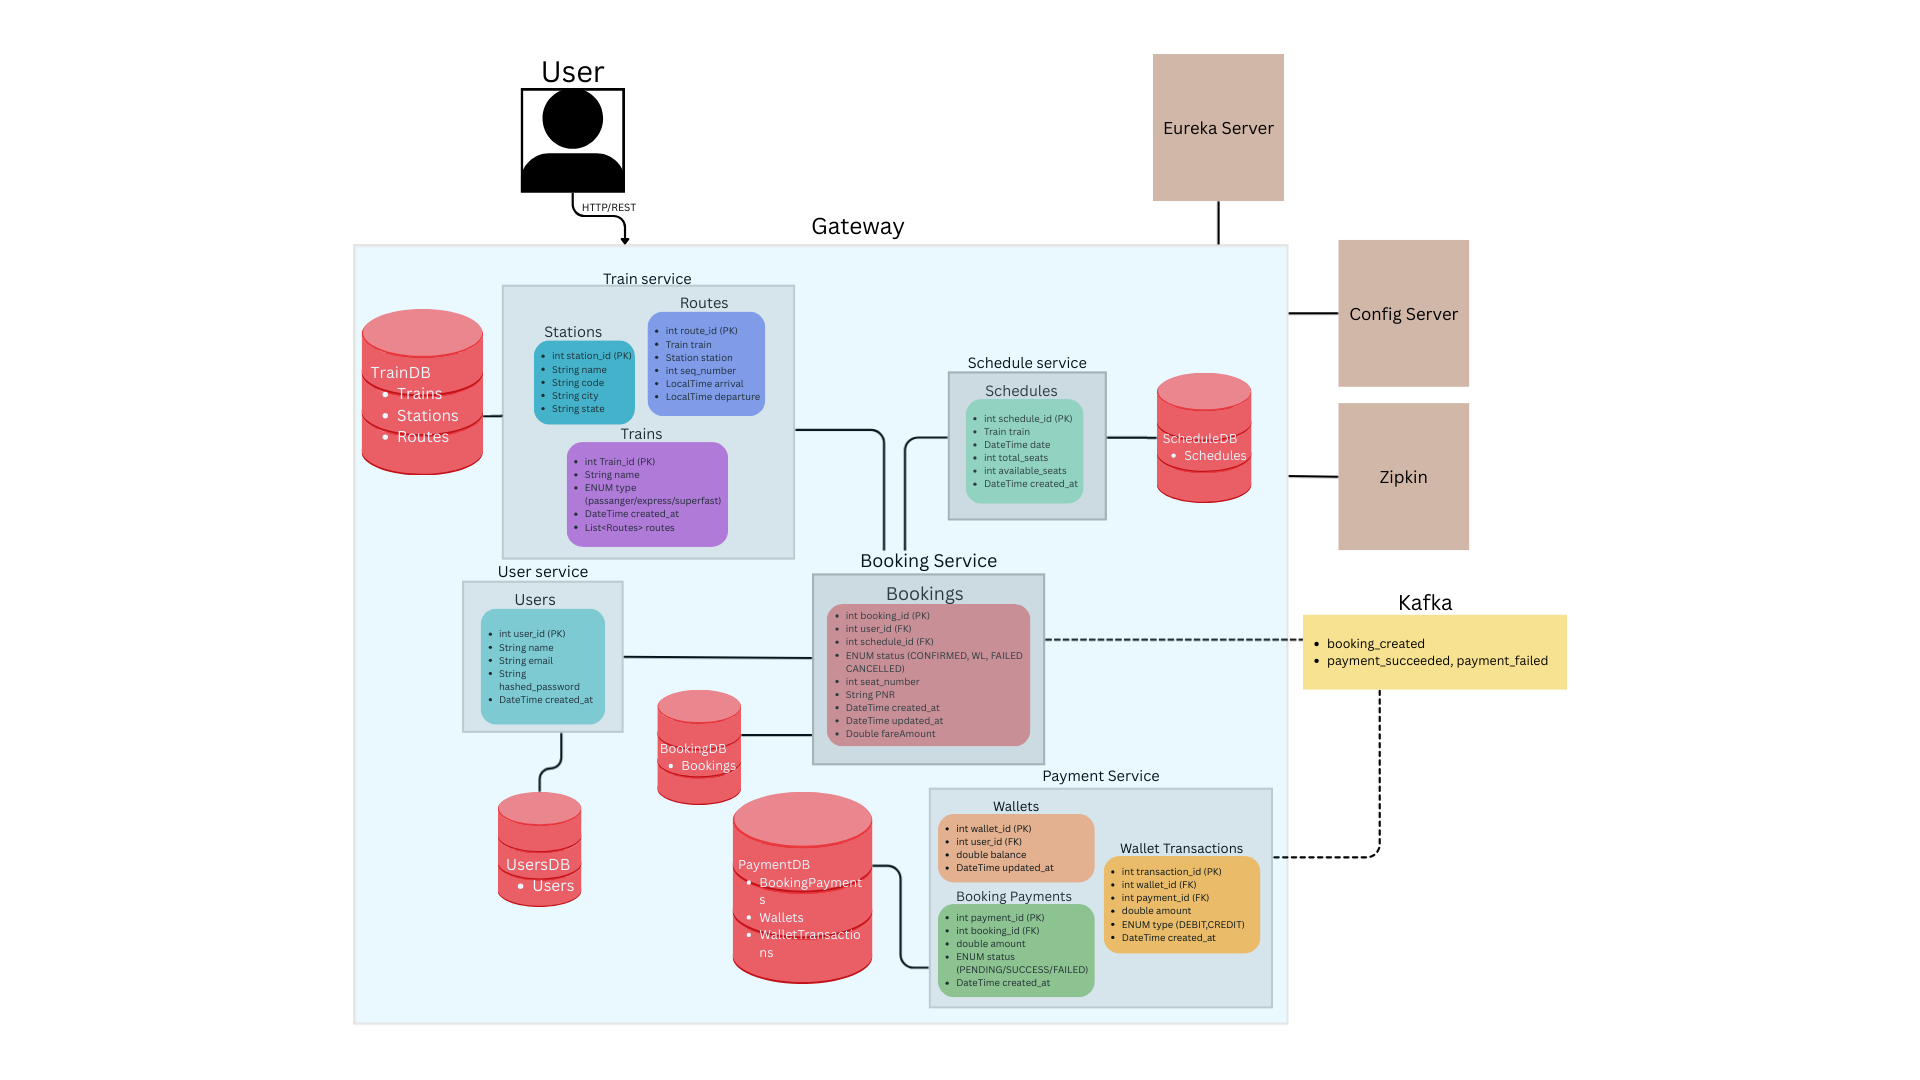 User
HTTP/REST
Eureka Server
Gateway
Config Server
Zipkin
Train service
TrainDB
• Trains
• Stations
• Routes
Stations
• int station_id (PK)
• String name
• String code
• String city
• String state
Routes
• int route_id (PK)
• Train train
• Station station
• int seq_number
• LocalTime arrival
• LocalTime departure
Trains
• int Train_id (PK)
• String name
• ENUM type
(passanger/express/superfast)
• DateTime created_at
• List<Routes> routes
Schedule service
Schedules
• int schedule_id (PK)
• Train train
• DateTime date
• int total_seats
• int available_seats
• DateTime created_at
ScheduleDB
• Schedules
User service
Users
• int user_id (PK)
• String name
• String email
• String
hashed_password
• DateTime created_at
UsersDB
• Users
Booking Service
Bookings
• int booking_id (PK)
• int user_id (FK)
• int schedule_id (FK)
• ENUM status (CONFIRMED, WL, FAILED
CANCELLED)
• int seat_number
• String PNR
• DateTime created_at
• DateTime updated_at
• Double fareAmount
BookingDB
• Bookings
Kafka
• booking_created
• payment_succeeded, payment_failed
Payment Service
PaymentDB
• BookingPayment
s
• Wallets
• WalletTransactio
ns
Wallets
• int wallet_id (PK)
• int user_id (FK)
• double balance
• DateTime updated_at
Booking Payments
• int payment_id (PK)
• int booking_id (FK)
• double amount
• ENUM status
(PENDING/SUCCESS/FAILED)
• DateTime created_at
Wallet Transactions
• int transaction_id (PK)
• int wallet_id (FK)
• int payment_id (FK)
• double amount
• ENUM type (DEBIT,CREDIT)
• DateTime created_at